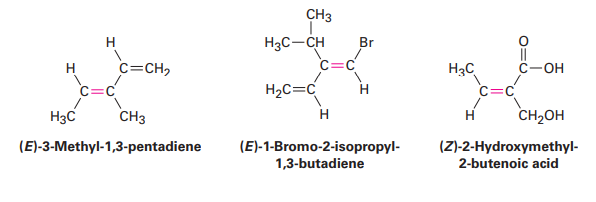 H
H
C=CH₂
C=C
H₃C
CH₃
(E)-3-Methyl-1,3-pentadiene
CH₃
H₃C–CH
Br
C=C
H₂C=C
H
H
(E)-1-Bromo-2-isopropyl-
1,3-butadiene
O
H₃C
C–OH
C=C
H
CH₂OH
(Z)-2-Hydroxymethyl-
2-butenoic acid